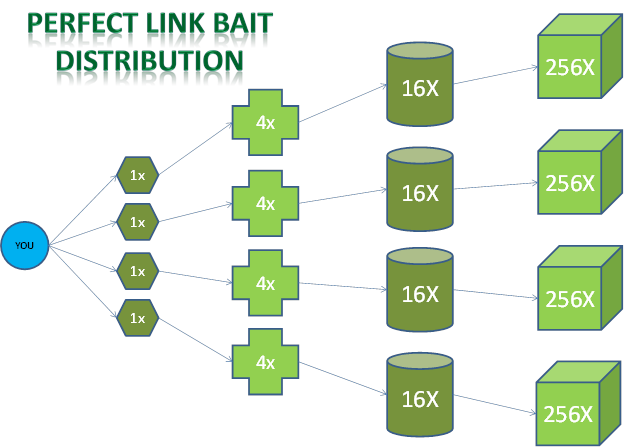 PERFECT LINK BAIT
DISTRIBUTION
YOU
1x
1x
1x
1x
4x
4x
4x
4x
16X
16X
16X
16X
256X
256X
256X
256X